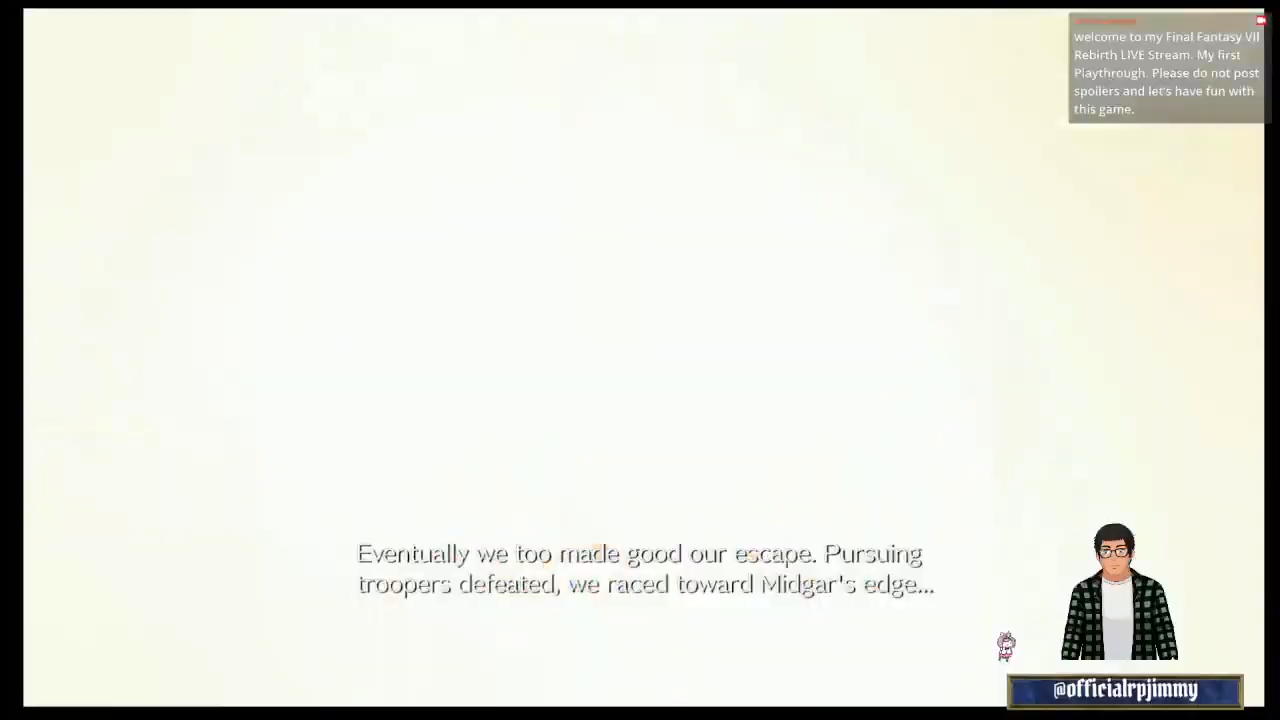 welcome to my Final Fantasy VII
Rebirth LIVE Stream. My first
Playthrough. Please do not post
spoilers and let's have fun with
this game.
Eventually we too made good our escape. Pursuing
troopers defeated, we raced toward Midgar's edge...
@officialrpjimmy